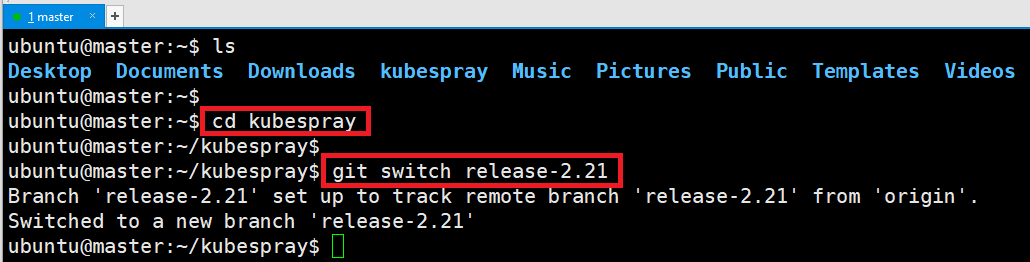 1 master × +
ubuntu@master:~$ ls
Desktop Documents Downloads kubespray Music Pictures Public Templates Videos
ubuntu@master:~$
ubuntu@master:~$ cd kubespray
ubuntu@master:~/kubespray$
ubuntu@master:~/kubespray$ git switch release-2.21
Branch 'release-2.21' set up to track remote branch 'release-2.21' from 'origin'.
Switched to a new branch 'release-2.21'
ubuntu@master:~/kubespray$